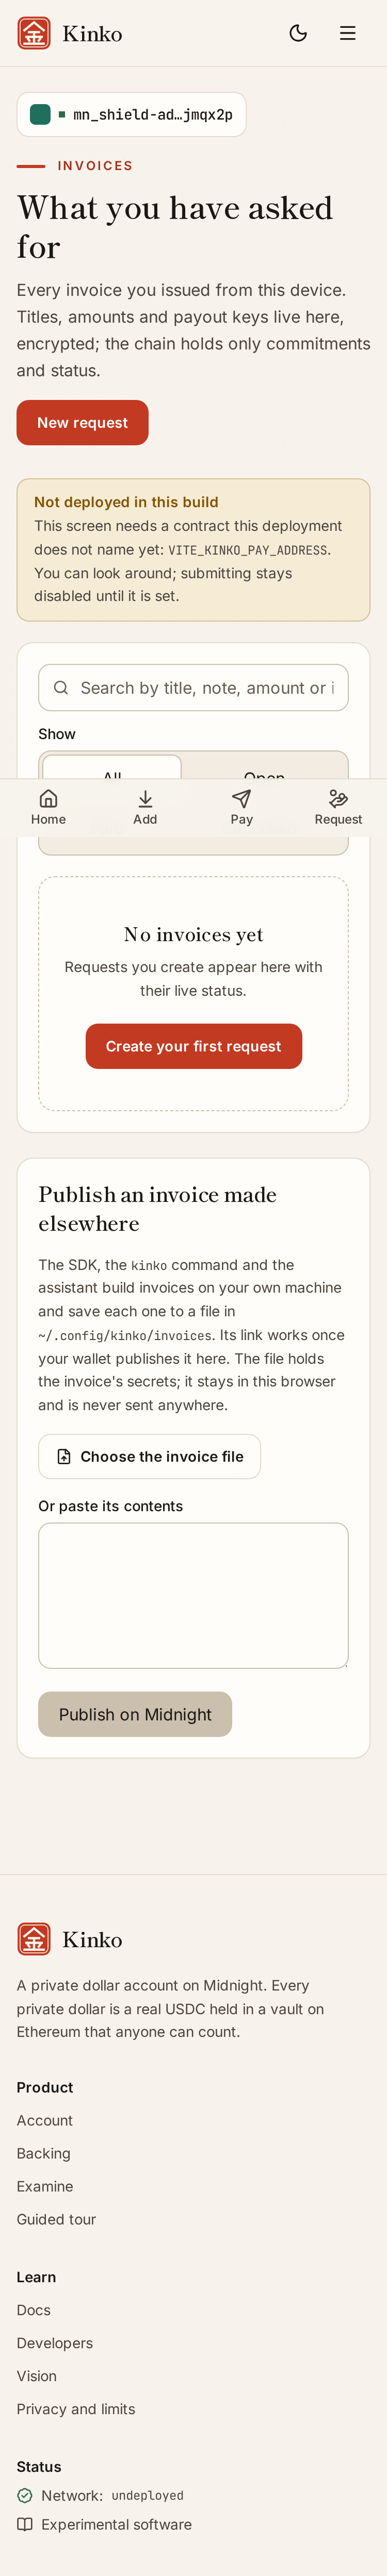 金 Kinko
mn_shield-ad…jmqx2p
INVOICES
What you have asked
for
Every invoice you issued from this device.
Titles, amounts and payout keys live here,
encrypted; the chain holds only commitments
and status.
New request
Not deployed in this build
This screen needs a contract this deployment
does not name yet: VITE_KINKO_PAY_ADDRESS.
You can look around; submitting stays
disabled until it is set.
Search by title, note, amount or i
Show
All Open
Home Add Pay Request
No invoices yet
Requests you create appear here with
their live status.
Create your first request
Publish an invoice made
elsewhere
The SDK, the kinko command and the
assistant build invoices on your own machine
and save each one to a file in
~/.config/kinko/invoices. Its link works once
your wallet publishes it here. The file holds
the invoice's secrets; it stays in this browser
and is never sent anywhere.
Choose the invoice file
Or paste its contents
Publish on Midnight
金 Kinko
A private dollar account on Midnight. Every
private dollar is a real USDC held in a vault on
Ethereum that anyone can count.
Product
Account
Backing
Examine
Guided tour
Learn
Docs
Developers
Vision
Privacy and limits
Status
Network: undeployed
Experimental software